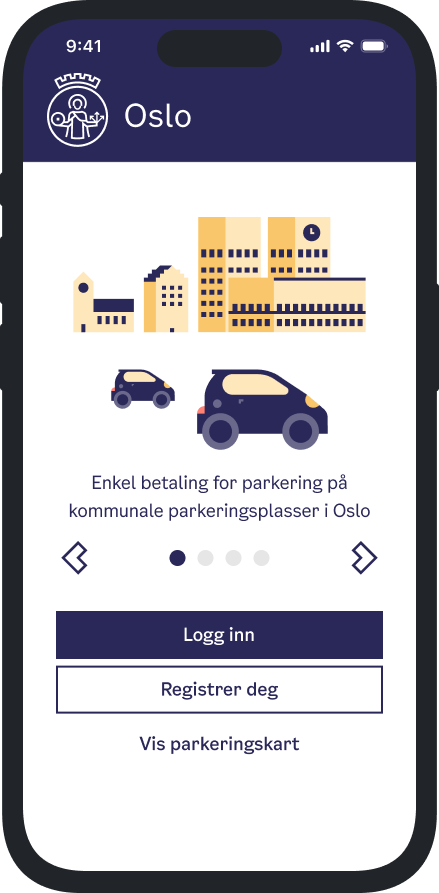 9:41
Oslo
Enkel betaling for parkering på
kommunale parkeringsplasser i Oslo
Logg inn
Registrer deg
Vis parkeringskart